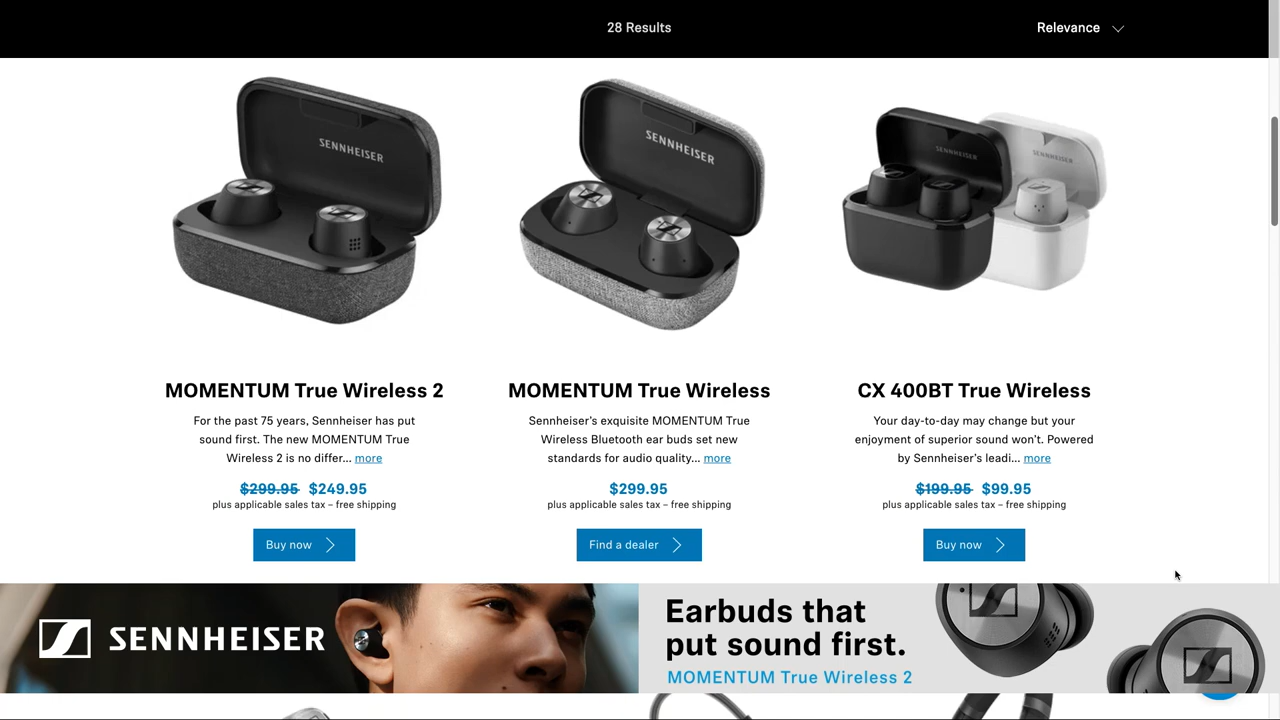 28 Results
Relevance
SENNHEISER
SENNHEISER
SENNHEISER
SENNHEISER
MOMENTUM True Wireless 2
For the past 75 years, Sennheiser has put
sound first. The new MOMENTUM True
Wireless 2 is no differ... more
$299.95 $249.95
plus applicable sales tax – free shipping
Buy now
MOMENTUM True Wireless
Sennheiser's exquisite MOMENTUM True
Wireless Bluetooth ear buds set new
standards for audio quality... more
$299.95
plus applicable sales tax – free shipping
Find a dealer
CX 400BT True Wireless
Your day-to-day may change but your
enjoyment of superior sound won't. Powered
by Sennheiser's leadi... more
$199.95 $99.95
plus applicable sales tax – free shipping
Buy now
SENNHEISER
Earbuds that
put sound first.
MOMENTUM True Wireless 2